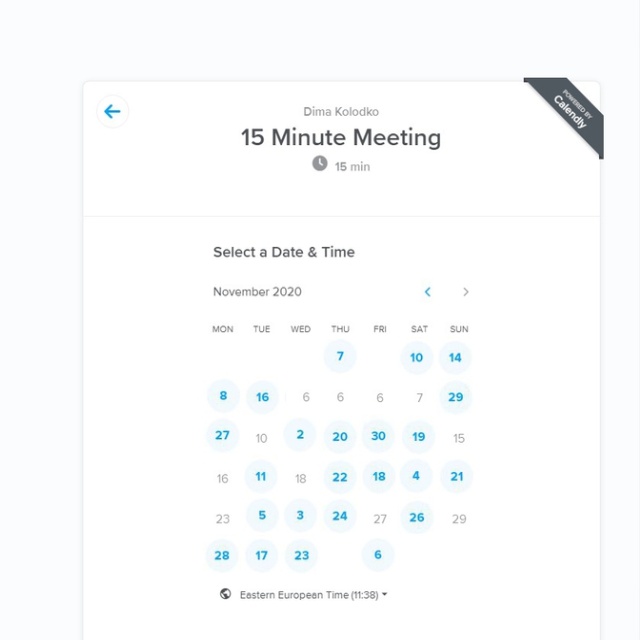 POWERED BY
Calendly
Dima Kolodko
15 Minute Meeting
15 min
Select a Date & Time
November 2020
MON TUE WED THU FRI SAT SUN
7 10 14
8 16 6 6 6 7 29
27 10 2 20 30 19 15
16 11 18 22 18 4 21
23 5 3 24 27 26 29
28 17 23 6
Eastern European Time (11:38)